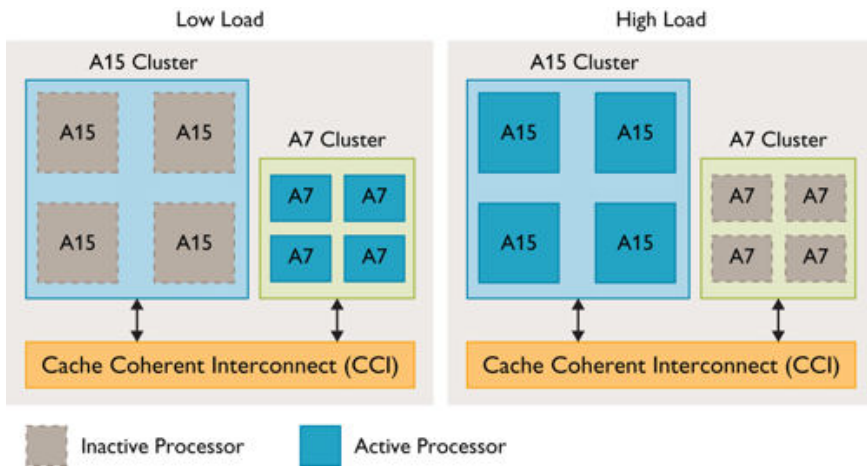 Low Load
High Load
A15 Cluster
A15 A15
A7 Cluster
A7 A7
A15 A15
A7 A7
Cache Coherent Interconnect (CCI)
A15 Cluster
A15 A15
A7 Cluster
A7 A7
A15 A15
A7 A7
Cache Coherent Interconnect (CCI)
Inactive Processor
Active Processor